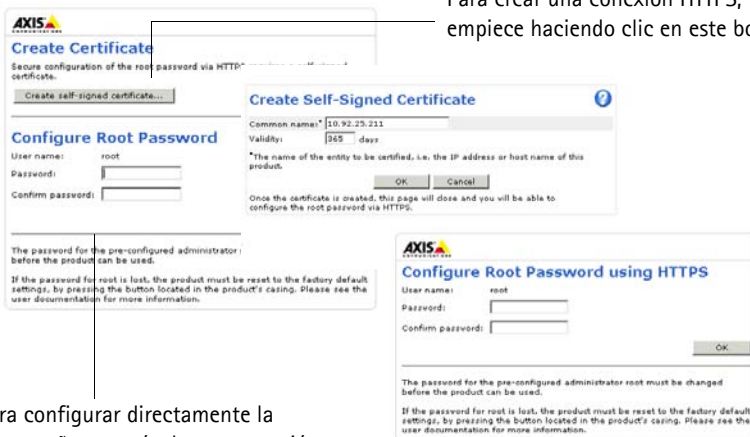 Para crear una conexión HTTPS,
empiece haciendo clic en este
AXIS
COMMUNICATIONS
Create Certificate
Secure configuration of the root password via HTTPS requires a self-signed
certificate.
Create self-signed certificate...
Configure Root Password
User name: root
Password:
Confirm password:
The password for the pre-configured administrator
before the product can be used.
If the password for root is lost, the product must be reset to the factory default
settings, by pressing the button located in the product's casing. Please see the
user documentation for more information.
Create Self-Signed Certificate
Common name:* 10.92.25.211
Validity: 365 days
*The name of the entity to be certified, i.e. the IP address or host name of this
product.
OK Cancel
Once the certificate is created, this page will close and you will be able to
configure the root password via HTTPS.
AXIS
COMMUNICATIONS
Configure Root Password using HTTPS
User name: root
Password:
Confirm password:
OK
The password for the pre-configured administrator root must be changed
before the product can be used.
If the password for root is lost, the product must be reset to the factory default
settings, by pressing the button located in the product's casing. Please see the
user documentation for more information.
ra configurar directamente la